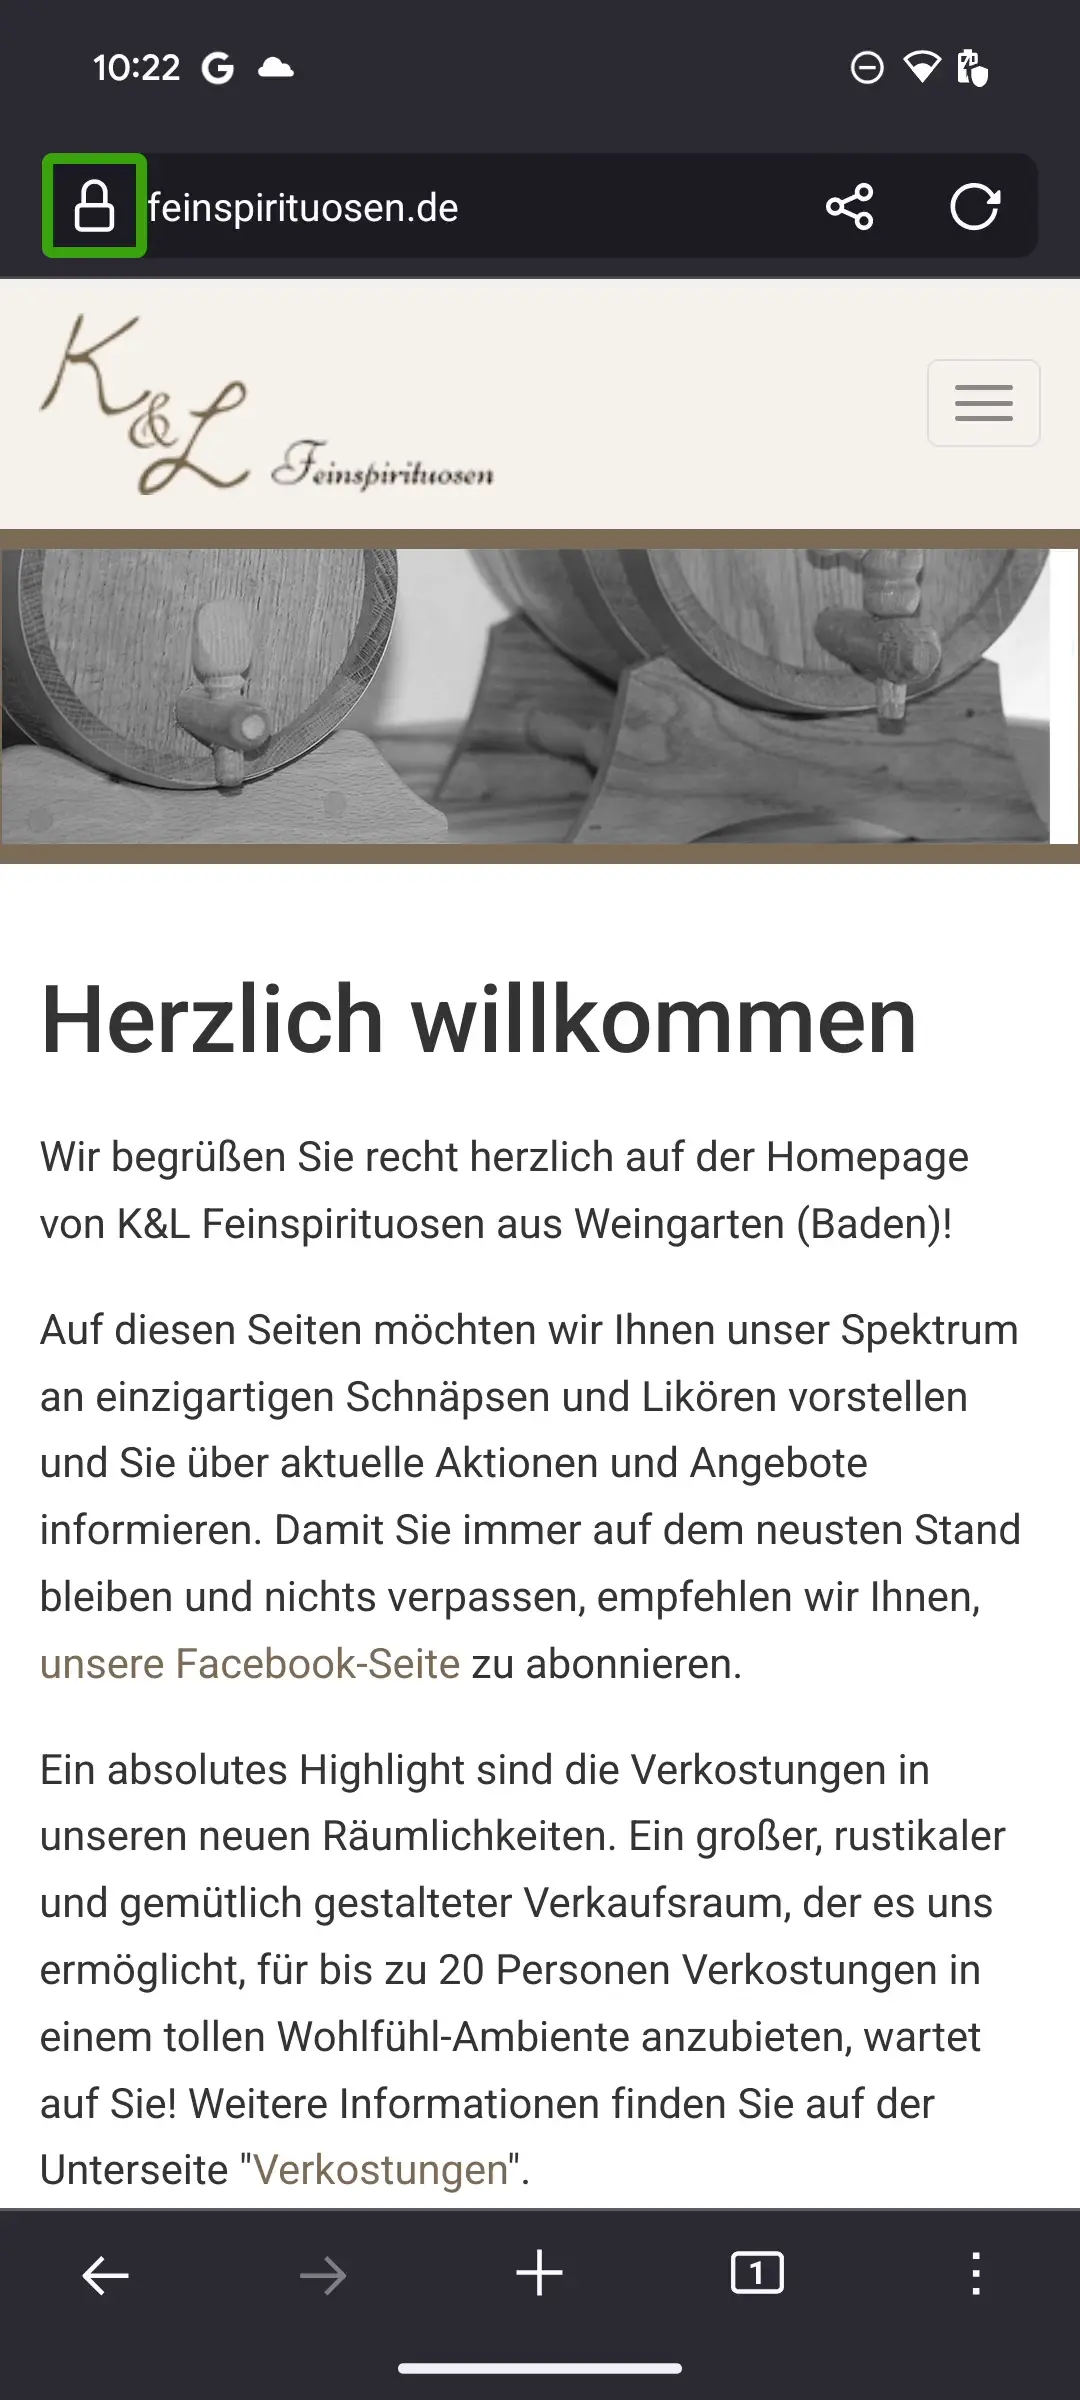 10:22
feinspirituosen.de
K&L Feinspirituosen
Herzlich willkommen
Wir begrüßen Sie recht herzlich auf der Homepage
von K&L Feinspirituosen aus Weingarten (Baden)!
Auf diesen Seiten möchten wir Ihnen unser Spektrum
an einzigartigen Schnäpsen und Likören vorstellen
und Sie über aktuelle Aktionen und Angebote
informieren. Damit Sie immer auf dem neusten Stand
bleiben und nichts verpassen, empfehlen wir Ihnen,
unsere Facebook-Seite zu abonnieren.
Ein absolutes Highlight sind die Verkostungen in
unseren neuen Räumlichkeiten. Ein großer, rustikaler
und gemütlich gestalteter Verkaufsraum, der es uns
ermöglicht, für bis zu 20 Personen Verkostungen in
einem tollen Wohlfühl-Ambiente anzubieten, wartet
auf Sie! Weitere Informationen finden Sie auf der
Unterseite "Verkostungen".
1